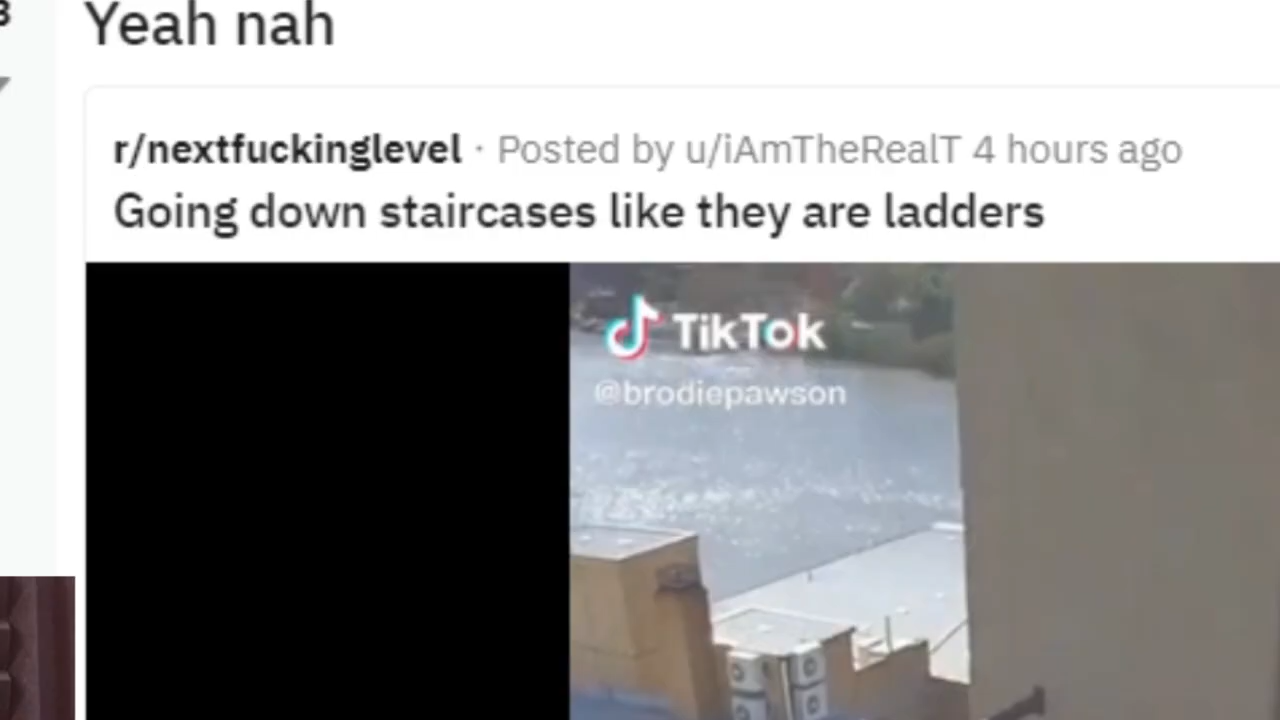 Yeah nah
r/nextfuckinglevel · Posted by u/iAmTheRealT 4 hours ago
Going down staircases like they are ladders
TikTok
@brodiepawson